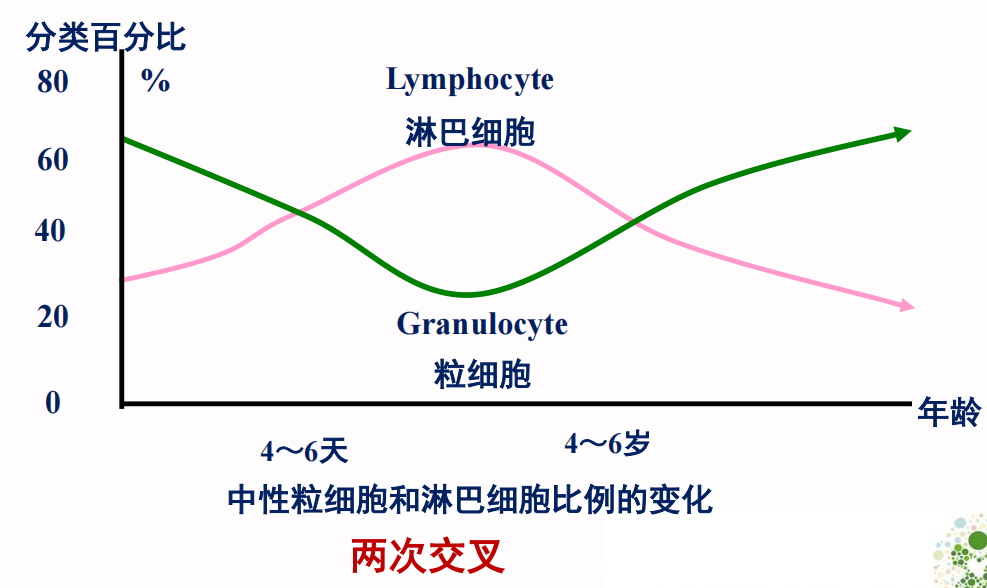 分类百分比
80 %
Lymphocyte
淋巴细胞
60
40
20
Granulocyte
粒细胞
0
年龄
4～6天
4～6岁
中性粒细胞和淋巴细胞比例的变化
两次交叉